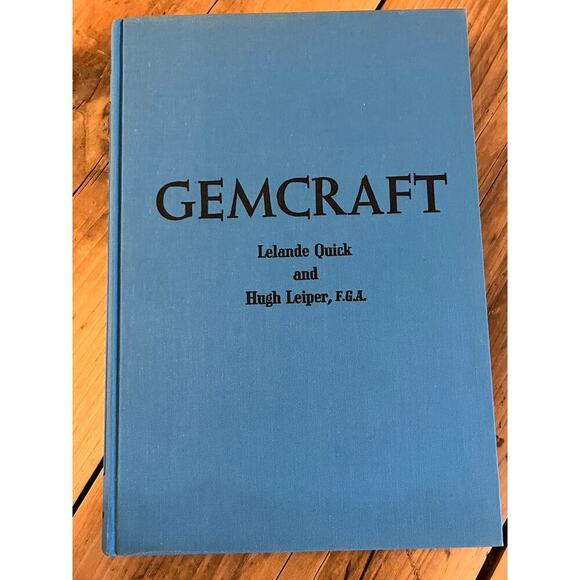 GEMCRAFT
Lelande Quick
and
Hugh Leiper, F.G.A.